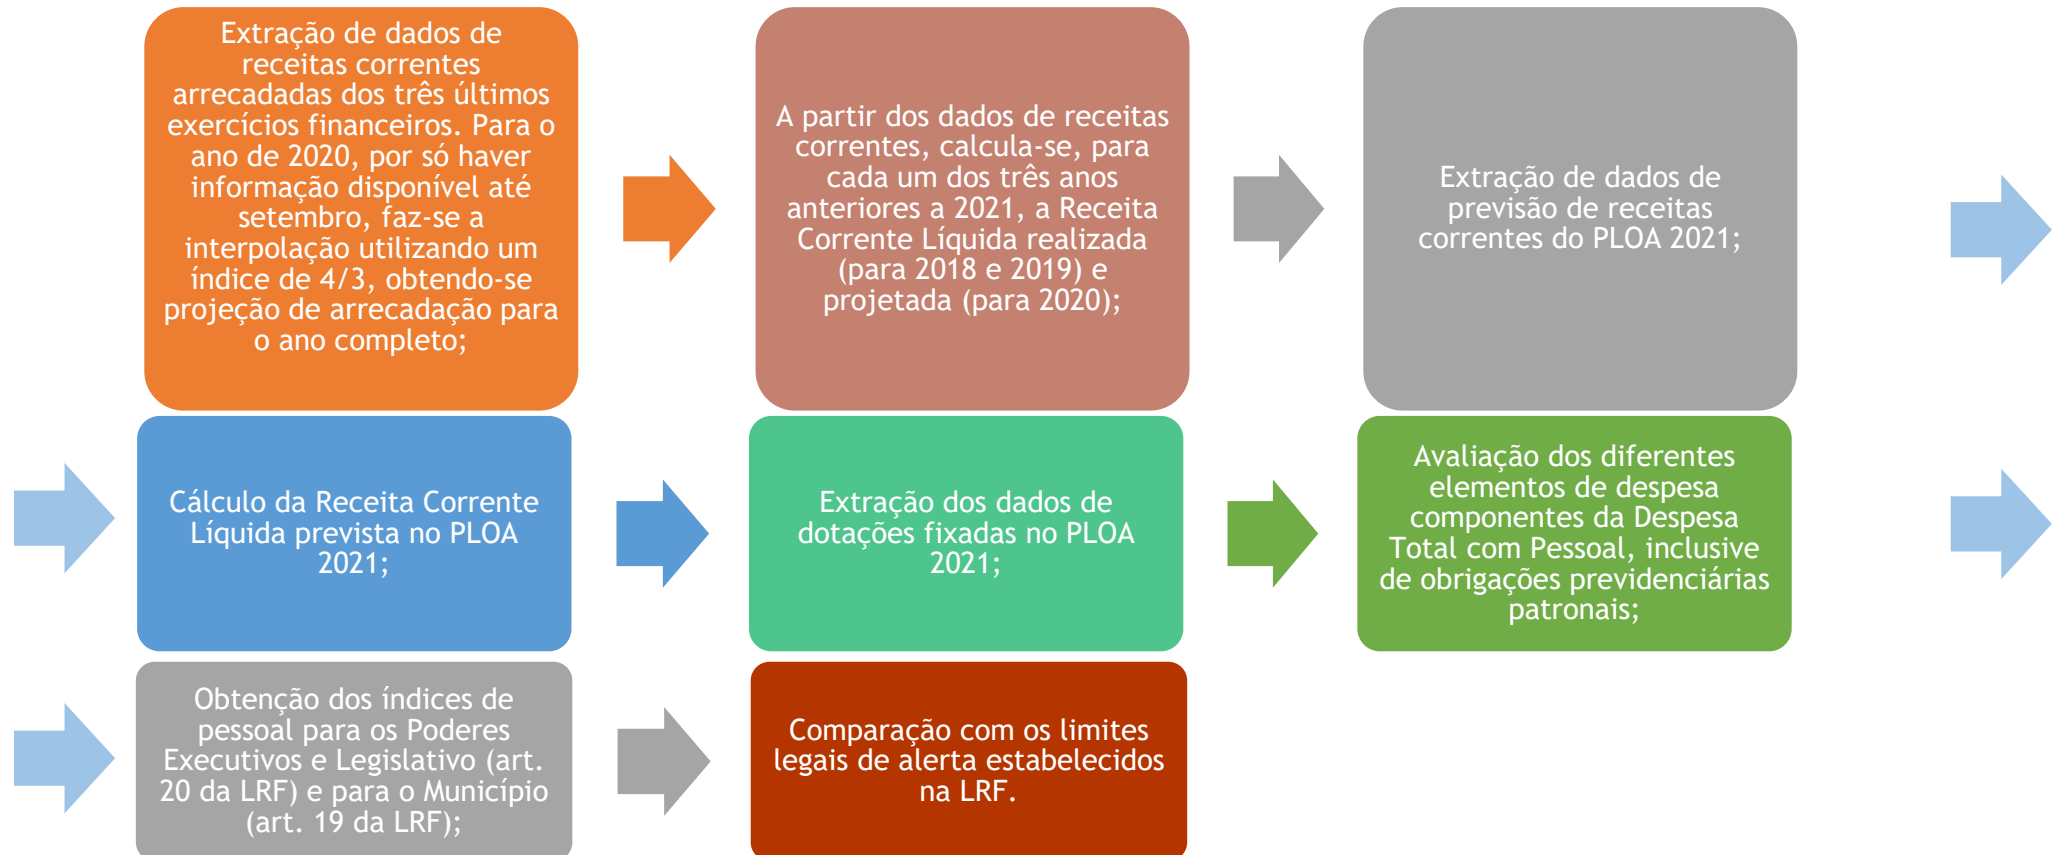 Extração de dados de
receitas correntes
arrecadadas dos três últimos
exercícios financeiros. Para o
ano de 2020, por só haver
informação disponível até
setembro, faz-se a
interpolação utilizando um
índice de 4/3, obtendo-se
projeção de arrecadação para
o ano completo;
A partir dos dados de receitas
correntes, calcula-se, para
cada um dos três anos
anteriores a 2021, a Receita
Corrente Líquida realizada
(para 2018 e 2019) e
projetada (para 2020);
Extração de dados de
previsão de receitas
correntes do PLOA 2021;
Cálculo da Receita Corrente
Líquida prevista no PLOA
2021;
Extração dos dados de
dotações fixadas no PLOA
2021;
Avaliação dos diferentes
elementos de despesa
componentes da Despesa
Total com Pessoal, inclusive
de obrigações previdenciárias
patronais;
Obtenção dos índices de
pessoal para os Poderes
Executivos e Legislativo (art.
20 da LRF) e para o Município
(art. 19 da LRF);
Comparação com os limites
legais de alerta estabelecidos
na LRF.